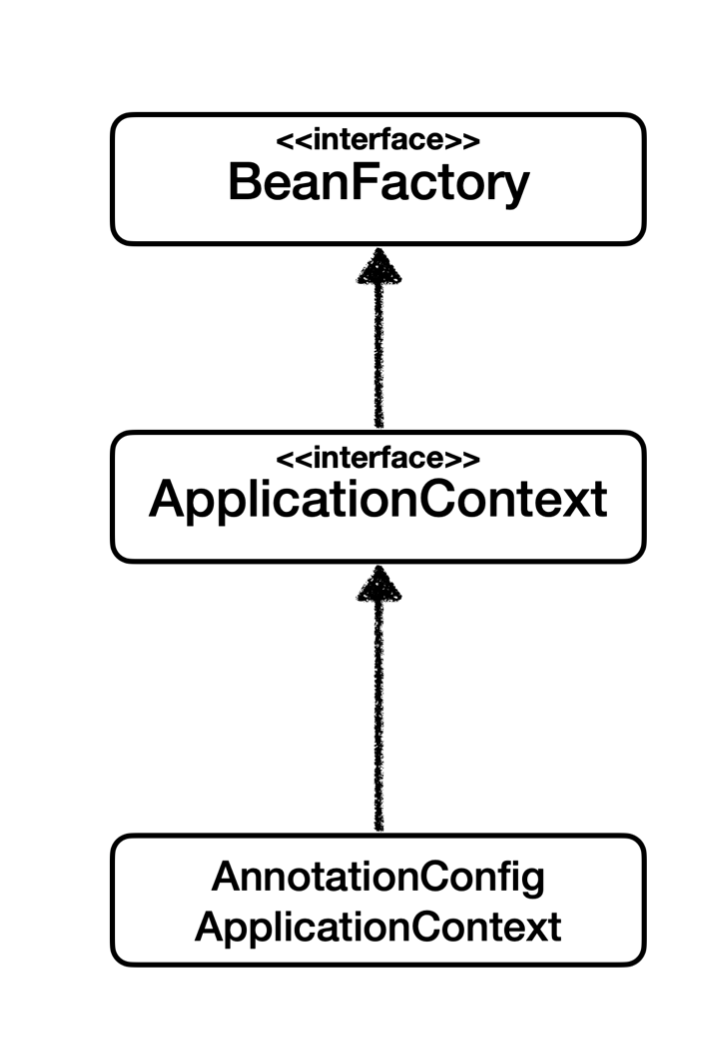 <<interface>>
BeanFactory
<<interface>>
ApplicationContext
AnnotationConfig
ApplicationContext